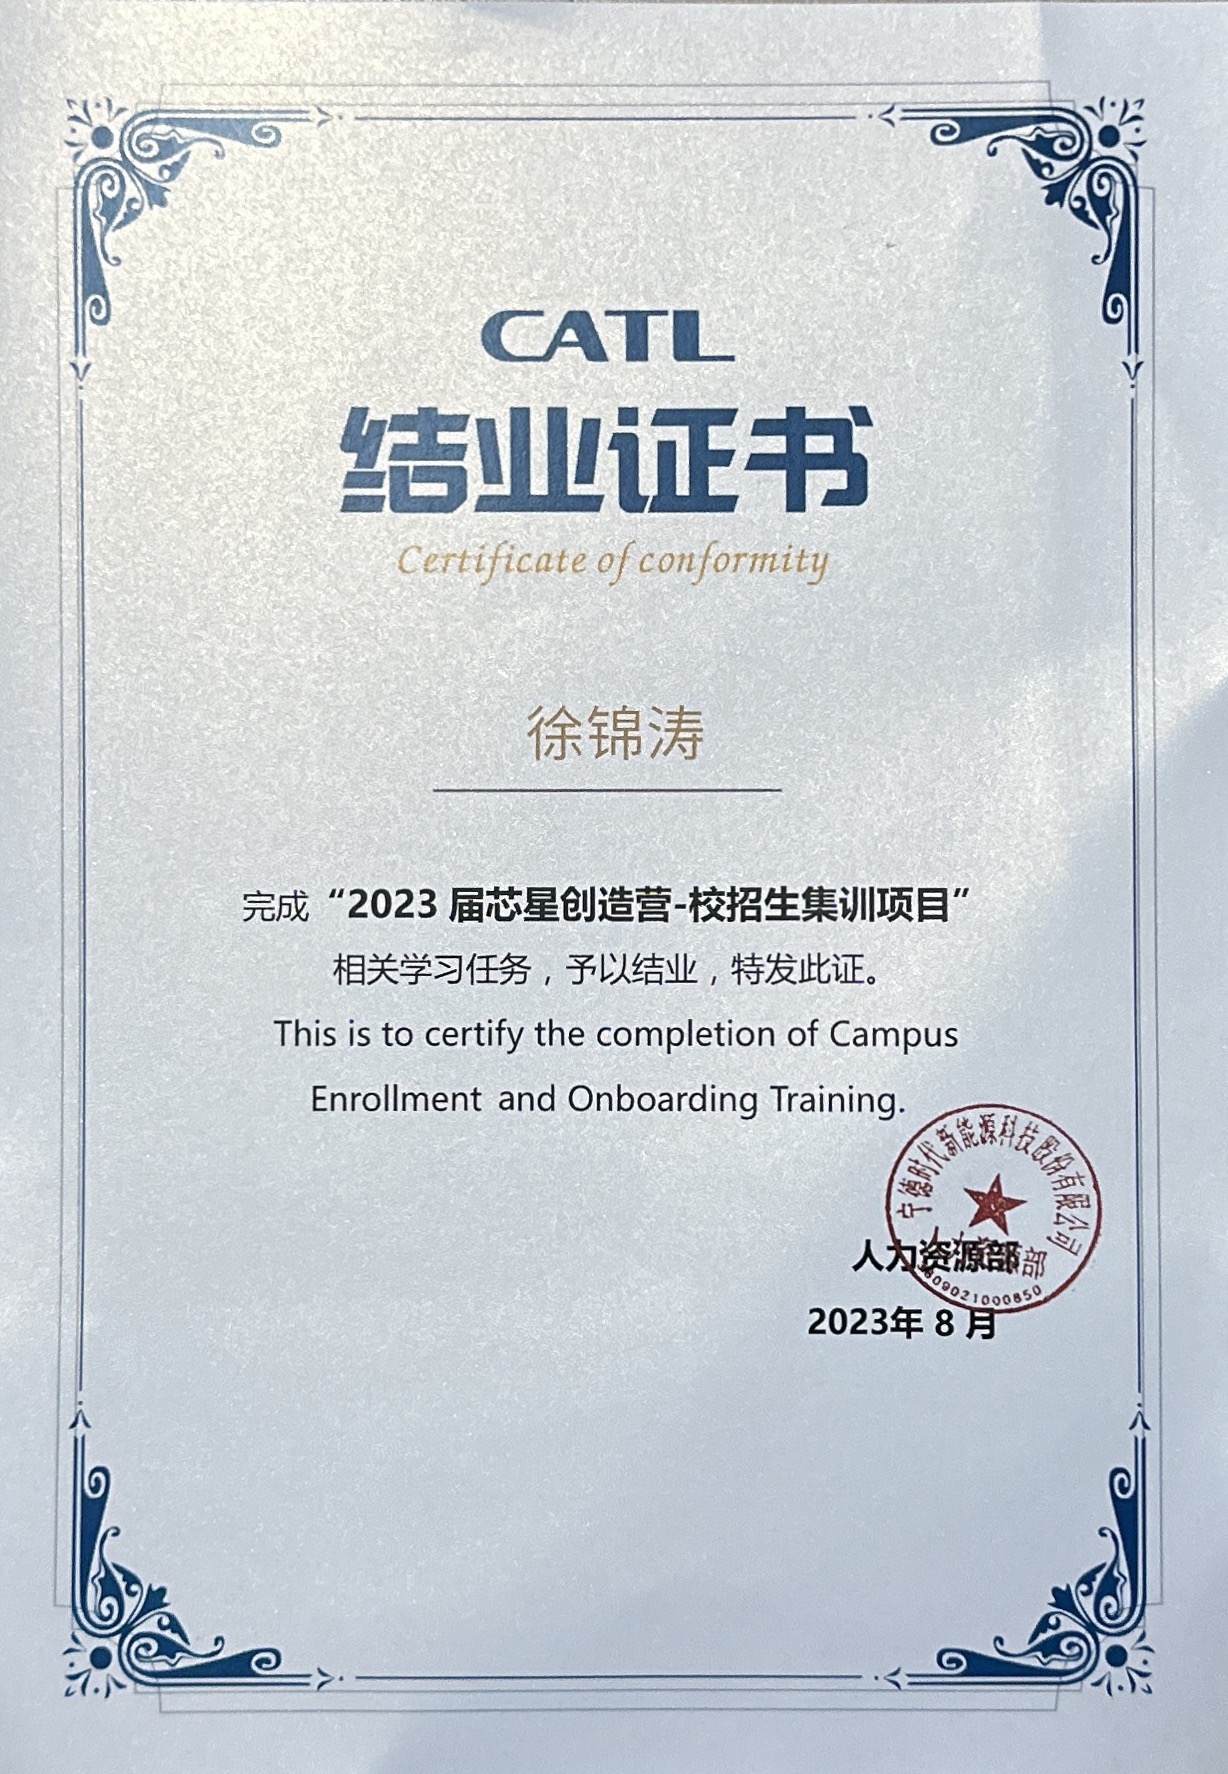 CATL
结业证书
Certificate of conformity
徐锦涛
完成“2023 届芯星创造营-校招生集训项目”
相关学习任务，予以结业，特发此证。
This is to certify the completion of Campus
Enrollment and Onboarding Training.
宁德时代新能源科技股份有限公司
人力资源部
人力资源部
3509021000850
2023年 8 月